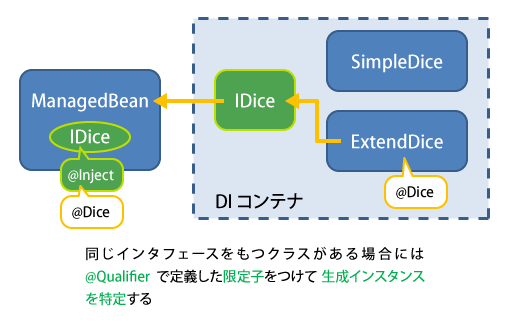 ManagedBean
IDice
@Inject
@Dice
IDice
SimpleDice
ExtendDice
@Dice
DI コンテナ
同じインタフェースをもつクラスがある場合には
@Qualifier で定義した限定子をつけて 生成インスタンス
を特定する